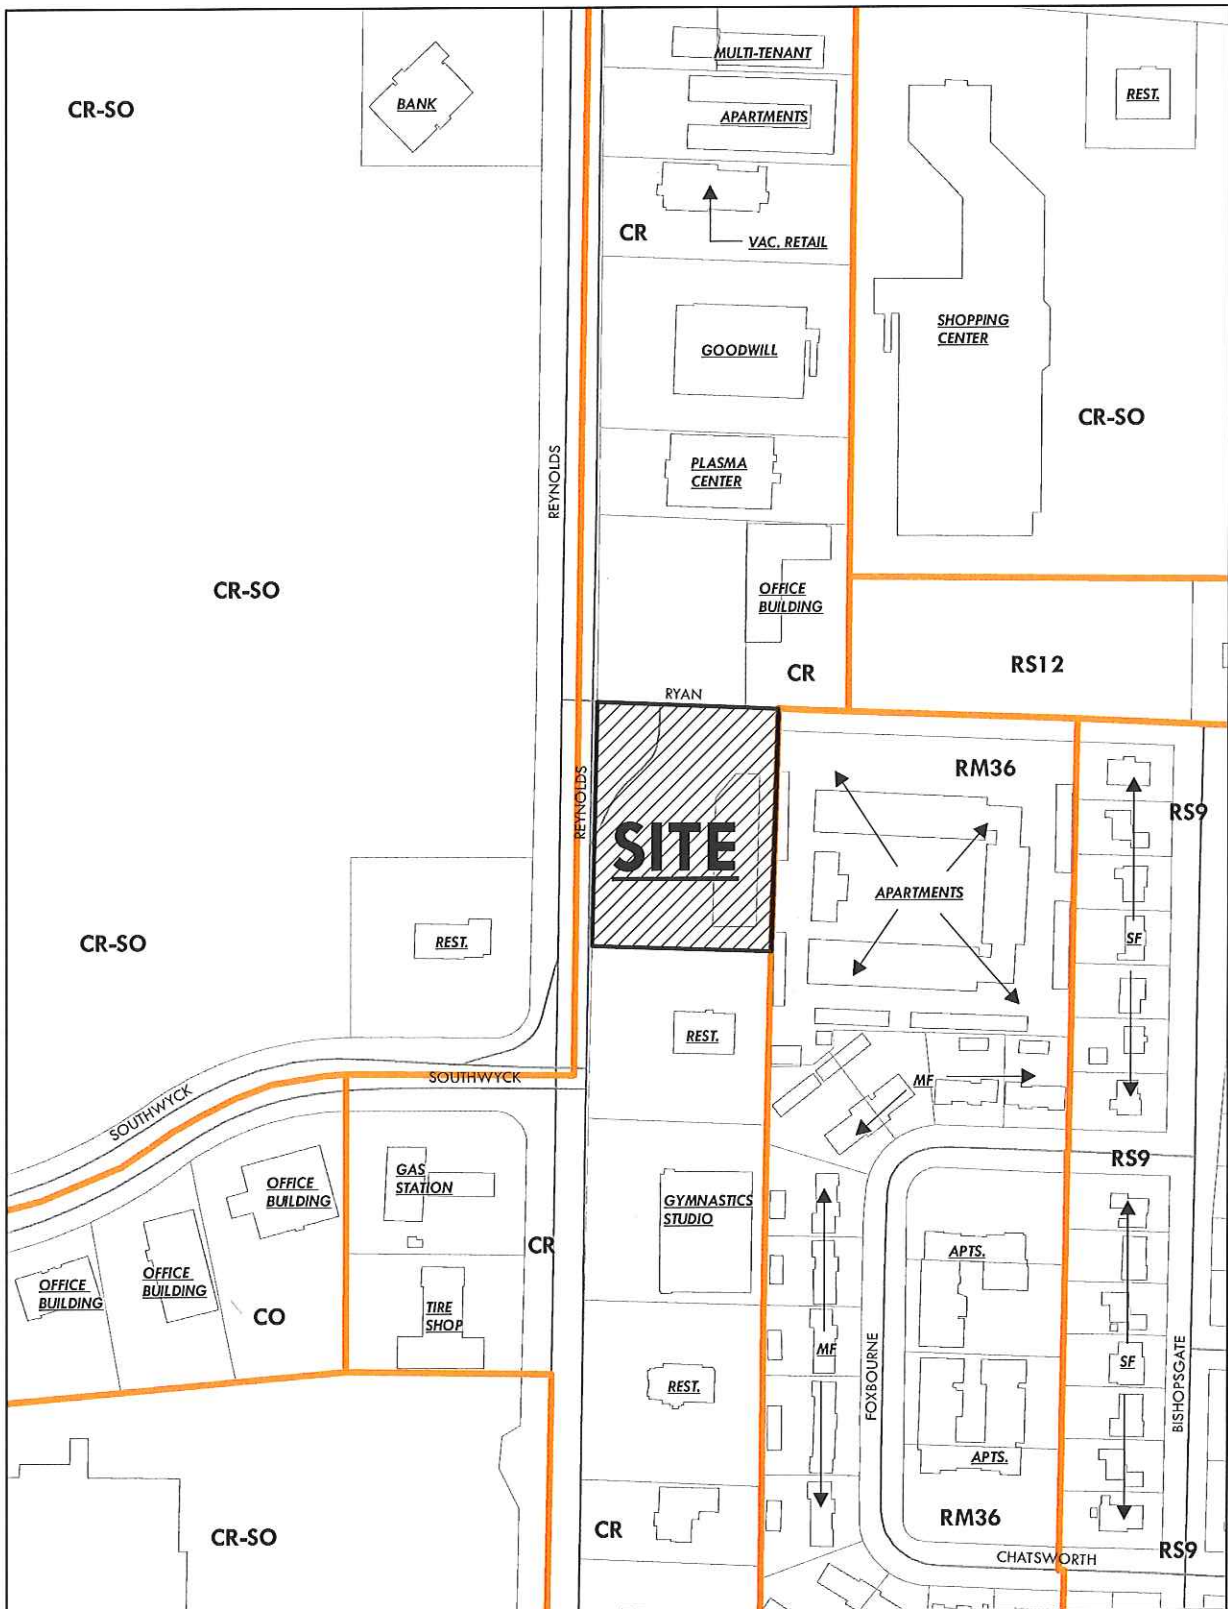 MULTI-TENANT
CR-SO
BANK
REST.
APARTMENTS
CR
VAC. RETAIL
SHOPPING
CENTER
GOODWILL
CR-SO
REYNOLDS
PLASMA
CENTER
CR-SO
OFFICE
BUILDING
CR
RS12
RYAN
REYNOLDS
RM36
RS9
SITE
APARTMENTS
CR-SO
REST.
SF
REST.
SOUTHWYCK
SOUTHWYCK
MF
RS9
OFFICE
BUILDING
GAS
STATION
GYMNASTICS
STUDIO
CR
APTS.
OFFICE
BUILDING
OFFICE
BUILDING
CO
TIRE
SHOP
MF
SF
FOXBOURNE
BISHOPSGATE
REST.
APTS.
CR-SO
CR
RM36
CHATSWORTH
RS9